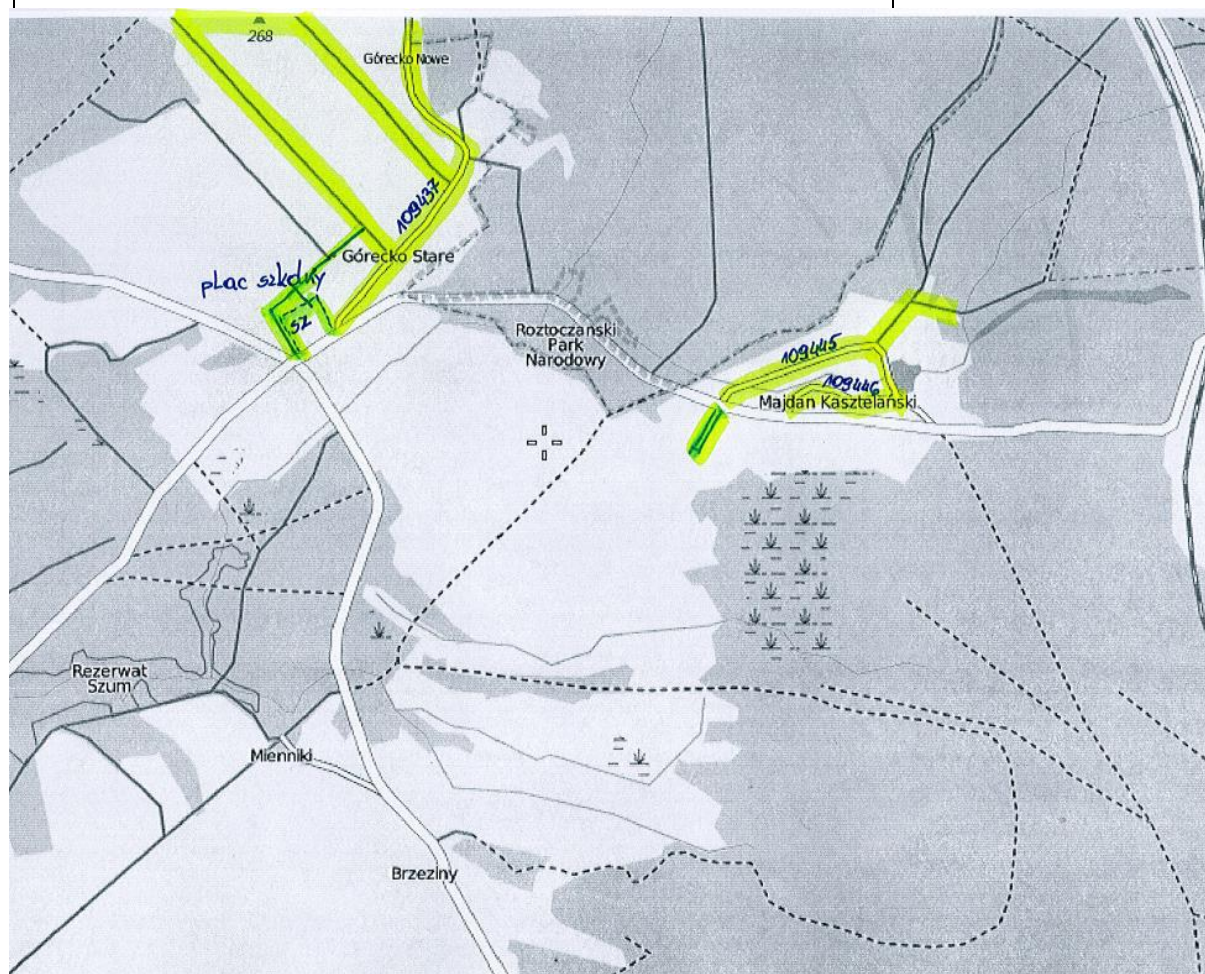 268
Górecko Nowe
109437
Górecko Stare
plac szkolny
SZ
Roztoczański
Park
Narodowy
109445
109446
Majdan Kasztelański
Rezerwat
Szum
Mienniki
Brzeziny